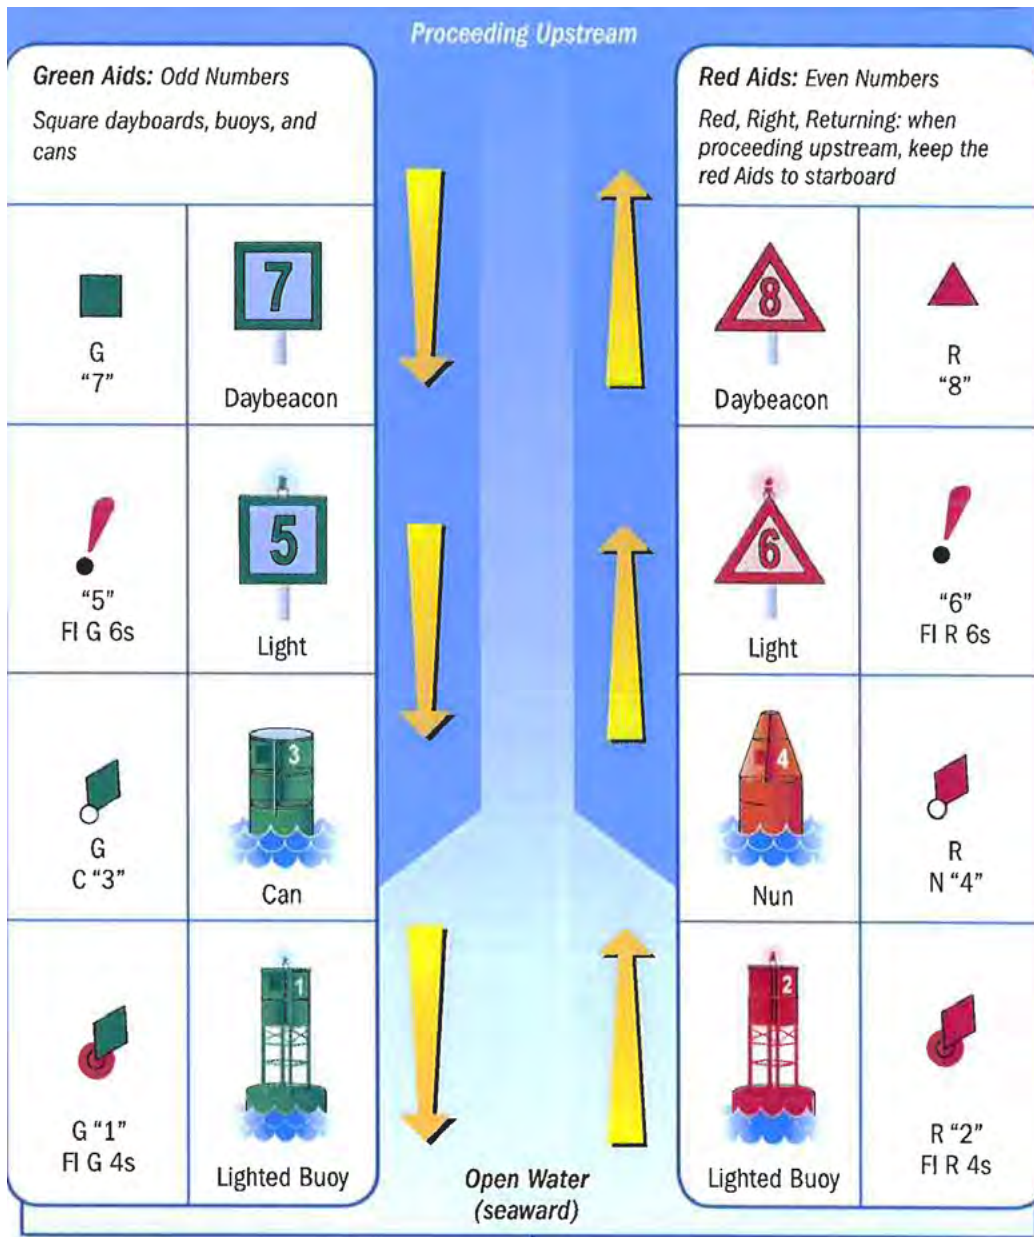 Proceeding Upstream
Green Aids: Odd Numbers
Square dayboards, buoys, and
cans
Red Aids: Even Numbers
Red, Right, Returning: when
proceeding upstream, keep the
red Aids to starboard
G
“7”
7
Daybeacon
8
Daybeacon
R
“8”
“5”
Fl G 6s
5
Light
6
Light
“6”
Fl R 6s
G
C “3”
3
Can
4
Nun
R
N “4”
G “1”
Fl G 4s
1
Lighted Buoy
2
Lighted Buoy
R “2”
Fl R 4s
Open Water
(seaward)